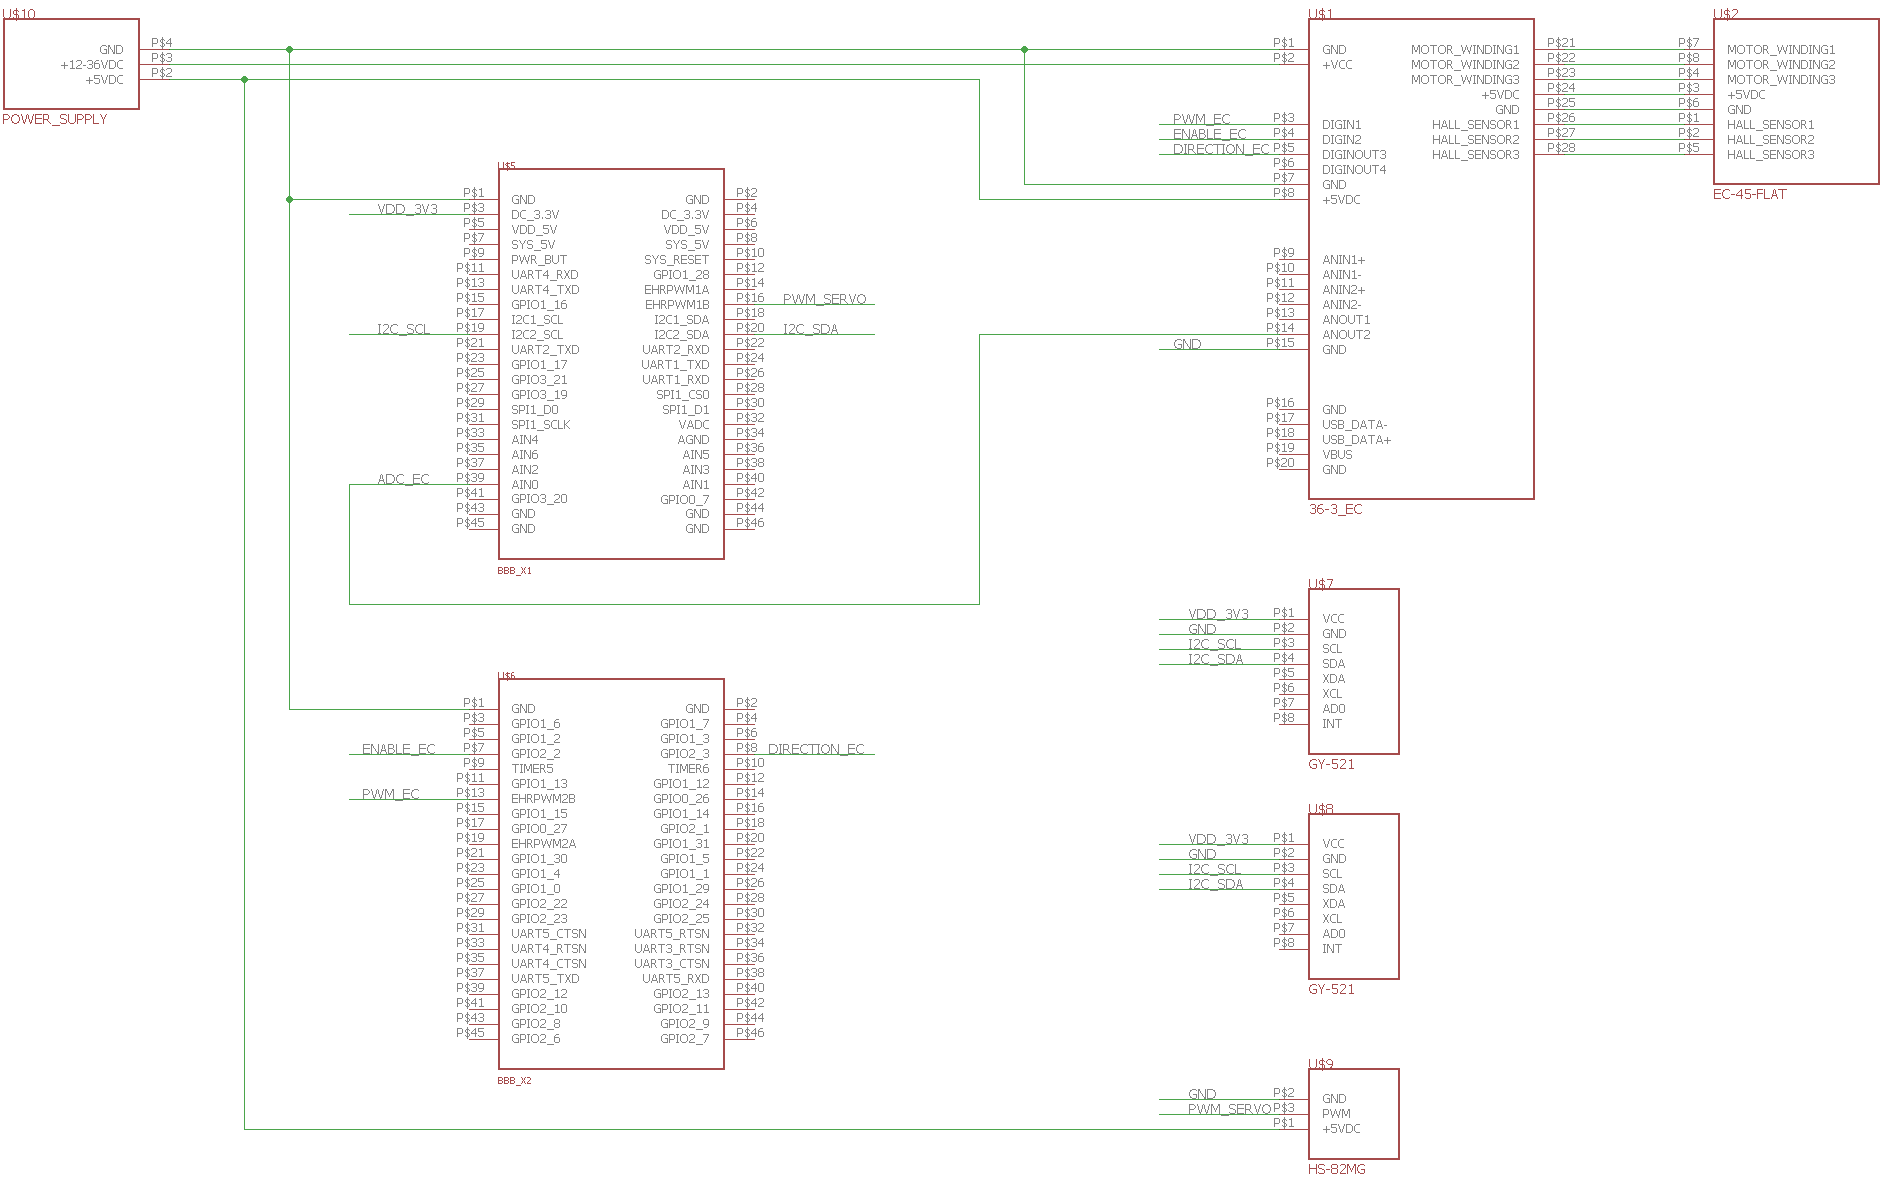 U$10
P$4
GND
P$3
+12-36VDC
P$2
+5VDC
POWER_SUPPLY
U$1
P$1 GND MOTOR_WINDING1 P$21
P$2 +VCC MOTOR_WINDING2 P$22
MOTOR_WINDING3 P$23
+5VDC P$24
GND P$25
PWM_EC P$3 DIGIN1 HALL_SENSOR1 P$26
ENABLE_EC P$4 DIGIN2 HALL_SENSOR2 P$27
DIRECTION_EC P$5 DIGINOUT3 HALL_SENSOR3 P$28
P$6 DIGINOUT4
P$7 GND
P$8 +5VDC
P$9 ANIN1+
P$10 ANIN1-
P$11 ANIN2+
P$12 ANIN2-
P$13 ANOUT1
P$14 ANOUT2
GND P$15 GND
P$16 GND
P$17 USB_DATA-
P$18 USB_DATA+
P$19 VBUS
P$20 GND
36-3_EC
U$2
P$7 MOTOR_WINDING1
P$8 MOTOR_WINDING2
P$4 MOTOR_WINDING3
P$3 +5VDC
P$6 GND
P$1 HALL_SENSOR1
P$2 HALL_SENSOR2
P$5 HALL_SENSOR3
EC-45-FLAT
U$5
P$1 GND GND P$2
VDD_3V3 P$3 DC_3.3V DC_3.3V P$4
P$5 VDD_5V VDD_5V P$6
P$7 SYS_5V SYS_5V P$8
P$9 PWR_BUT SYS_RESET P$10
P$11 UART4_RXD GPIO1_28 P$12
P$13 UART4_TXD EHRPWM1A P$14
P$15 GPIO1_16 EHRPWM1B P$16 PWM_SERVO
P$17 I2C1_SCL I2C1_SDA P$18
I2C_SCL P$19 I2C2_SCL I2C2_SDA P$20 I2C_SDA
P$21 UART2_TXD UART2_RXD P$22
P$23 GPIO1_17 UART1_TXD P$24
P$25 GPIO3_21 UART1_RXD P$26
P$27 GPIO3_19 SPI1_CS0 P$28
P$29 SPI1_D0 SPI1_D1 P$30
P$31 SPI1_SCLK VADC P$32
P$33 AIN4 AGND P$34
P$35 AIN6 AIN5 P$36
P$37 AIN2 AIN3 P$38
ADC_EC P$39 AIN0 AIN1 P$40
P$41 GPIO3_20 GPIO0_7 P$42
P$43 GND GND P$44
P$45 GND GND P$46
BBB_X1
U$6
P$1 GND GND P$2
P$3 GPIO1_6 GPIO1_7 P$4
P$5 GPIO1_2 GPIO1_3 P$6
ENABLE_EC P$7 GPIO2_2 GPIO2_3 P$8 DIRECTION_EC
P$9 TIMER5 TIMER6 P$10
P$11 GPIO1_13 GPIO1_12 P$12
PWM_EC P$13 EHRPWM2B GPIO0_26 P$14
P$15 GPIO1_15 GPIO1_14 P$16
P$17 GPIO0_27 GPIO2_1 P$18
P$19 EHRPWM2A GPIO1_31 P$20
P$21 GPIO1_30 GPIO1_5 P$22
P$23 GPIO1_4 GPIO1_1 P$24
P$25 GPIO1_0 GPIO1_29 P$26
P$27 GPIO2_22 GPIO2_24 P$28
P$29 GPIO2_23 GPIO2_25 P$30
P$31 UART5_CTSN UART5_RTSN P$32
P$33 UART4_RTSN UART3_RTSN P$34
P$35 UART4_CTSN UART3_CTSN P$36
P$37 UART5_TXD UART5_RXD P$38
P$39 GPIO2_12 GPIO2_13 P$40
P$41 GPIO2_10 GPIO2_11 P$42
P$43 GPIO2_8 GPIO2_9 P$44
P$45 GPIO2_6 GPIO2_7 P$46
BBB_X2
U$7
VDD_3V3 P$1 VCC
GND P$2 GND
I2C_SCL P$3 SCL
I2C_SDA P$4 SDA
P$5 XDA
P$6 XCL
P$7 AD0
P$8 INT
GY-521
U$8
VDD_3V3 P$1 VCC
GND P$2 GND
I2C_SCL P$3 SCL
I2C_SDA P$4 SDA
P$5 XDA
P$6 XCL
P$7 AD0
P$8 INT
GY-521
U$9
GND P$2 GND
PWM_SERVO P$3 PWM
P$1 +5VDC
HS-82MG